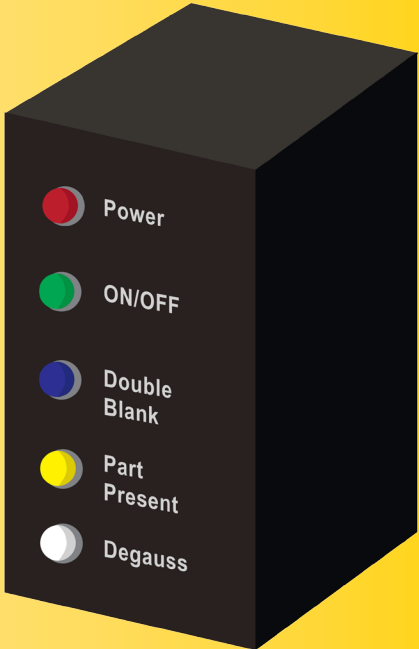 Power
ON/OFF
Double
Blank
Part
Present
Degauss